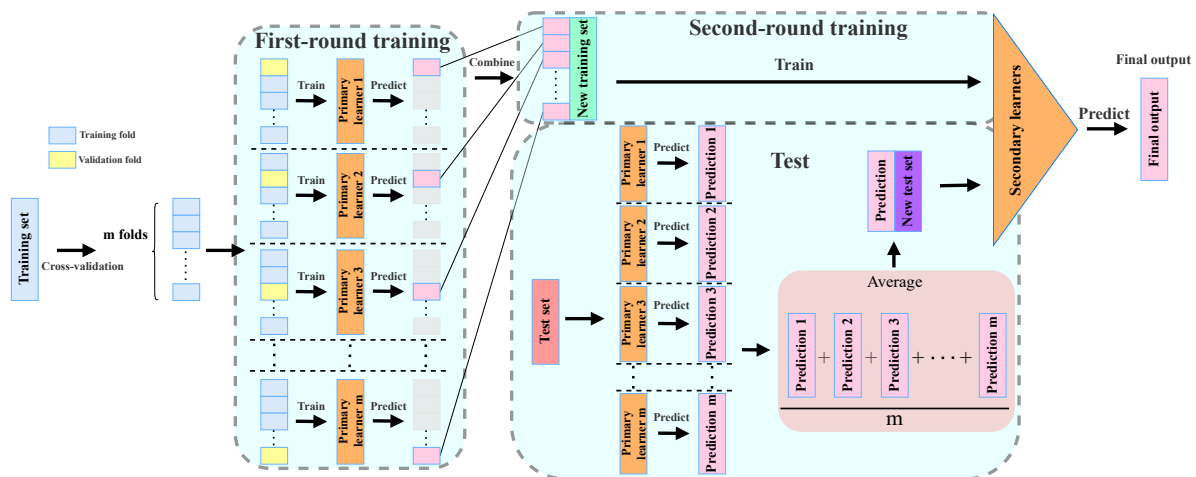 Training fold
Validation fold
Training set
Cross-validation
m folds
First-round training
Train
Primary
learner 1
Predict
Train
Primary
learner 2
Predict
Train
Primary
learner 3
Predict
Train
Primary
learner m
Predict
Combine
Second-round training
New training set
Train
Test
Test set
Primary
learner 1
Predict
Prediction 1
Primary
learner 2
Predict
Prediction 2
Primary
learner 3
Predict
Prediction 3
Primary
learner m
Predict
Prediction m
Prediction
New test set
Average
Prediction 1 + Prediction 2 + Prediction 3 + ··· + Prediction m
m
Secondary learners
Predict
Final output
Final output